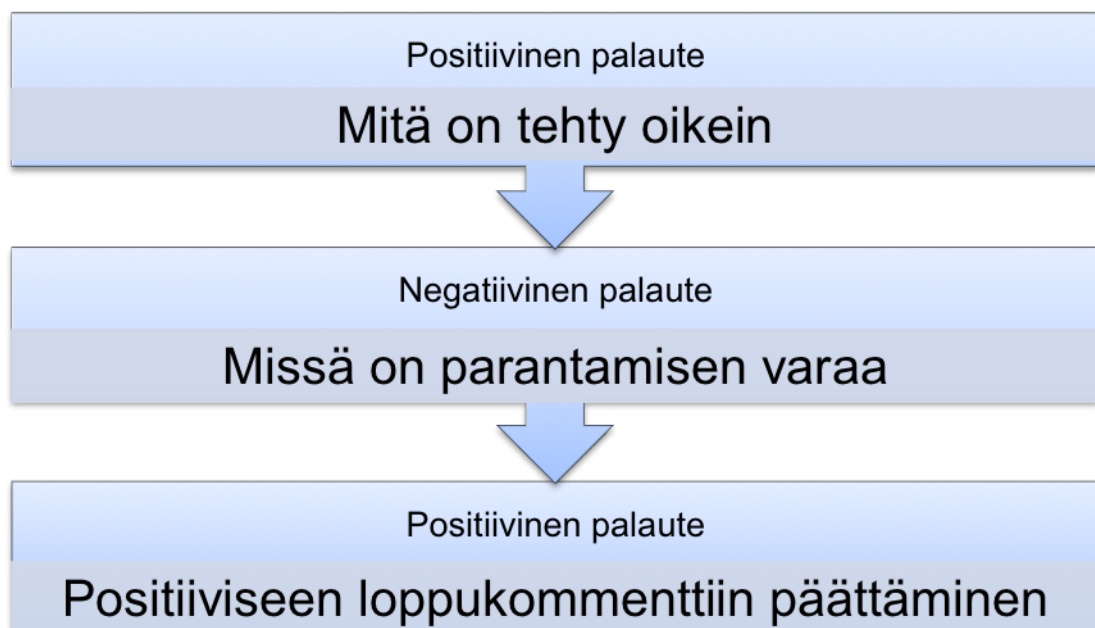 Positiivinen palaute
Mitä on tehty oikein
Negatiivinen palaute
Missä on parantamisen varaa
Positiivinen palaute
Positiiviseen loppukommenttiin päättäminen